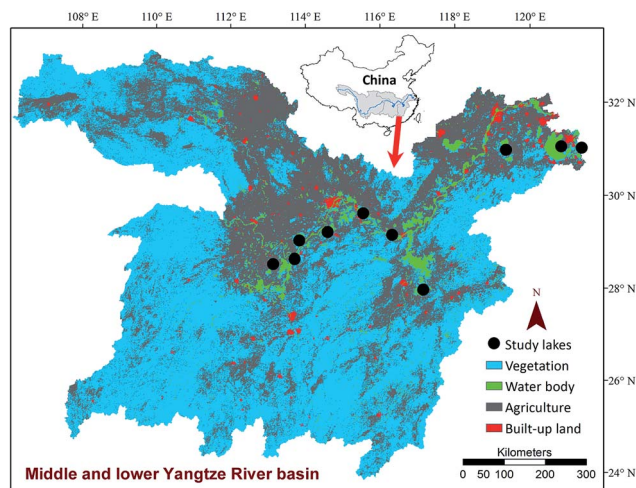 108° E 110° E 112° E 114° E 116° E 118° E 120° E
China
32° N
30° N
28° N
26° N
24° N
N
Study lakes
Vegetation
Water body
Agriculture
Built-up land
Kilometers
0 50 100 200 300
Middle and lower Yangtze River basin